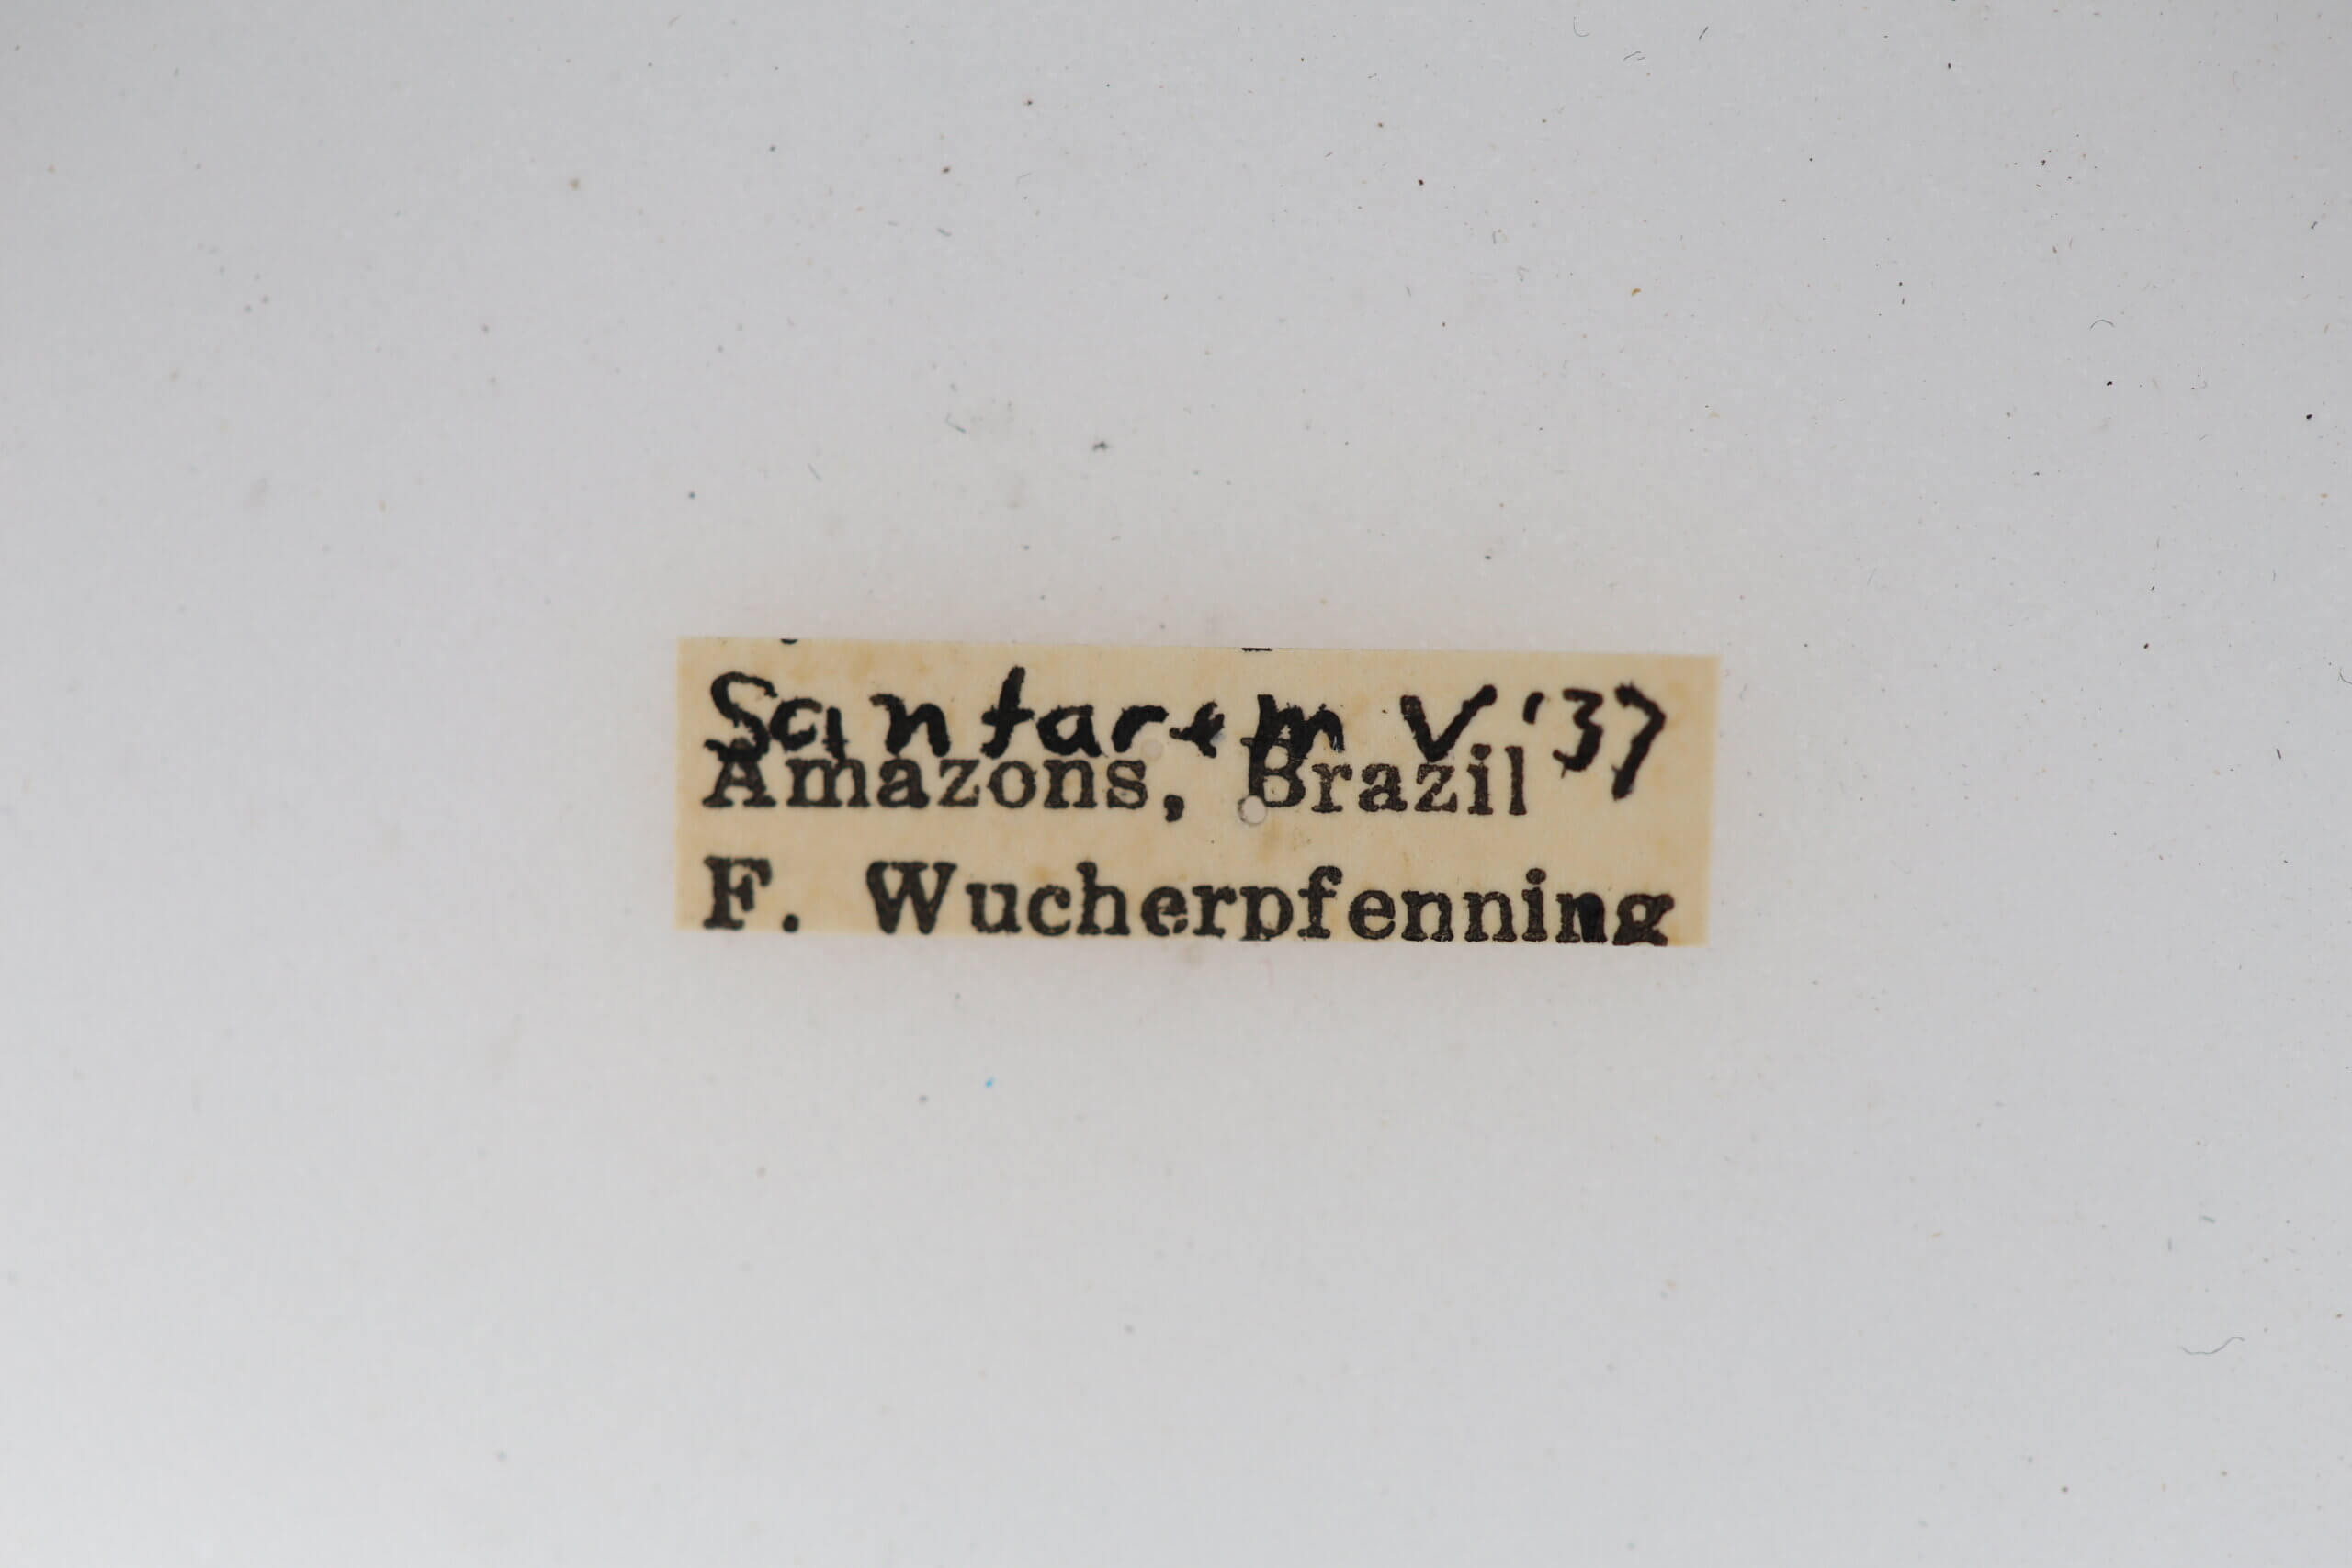 Santarem V '37
Amazons, Brazil
F. Wucherpfenning